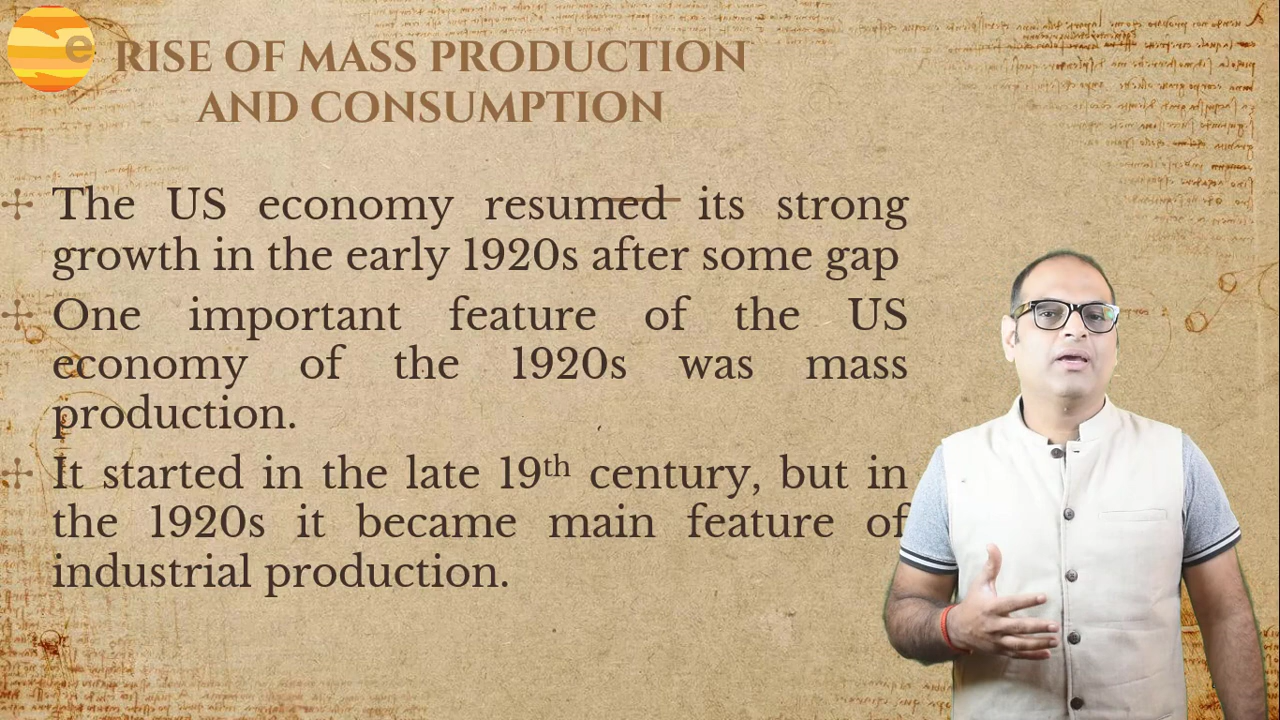 e
RISE OF MASS PRODUCTION
AND CONSUMPTION
The US economy resumed its strong
growth in the early 1920s after some gap
One important feature of the US
economy of the 1920s was mass
production.
It started in the late 19th century, but in
the 1920s it became main feature of
industrial production.